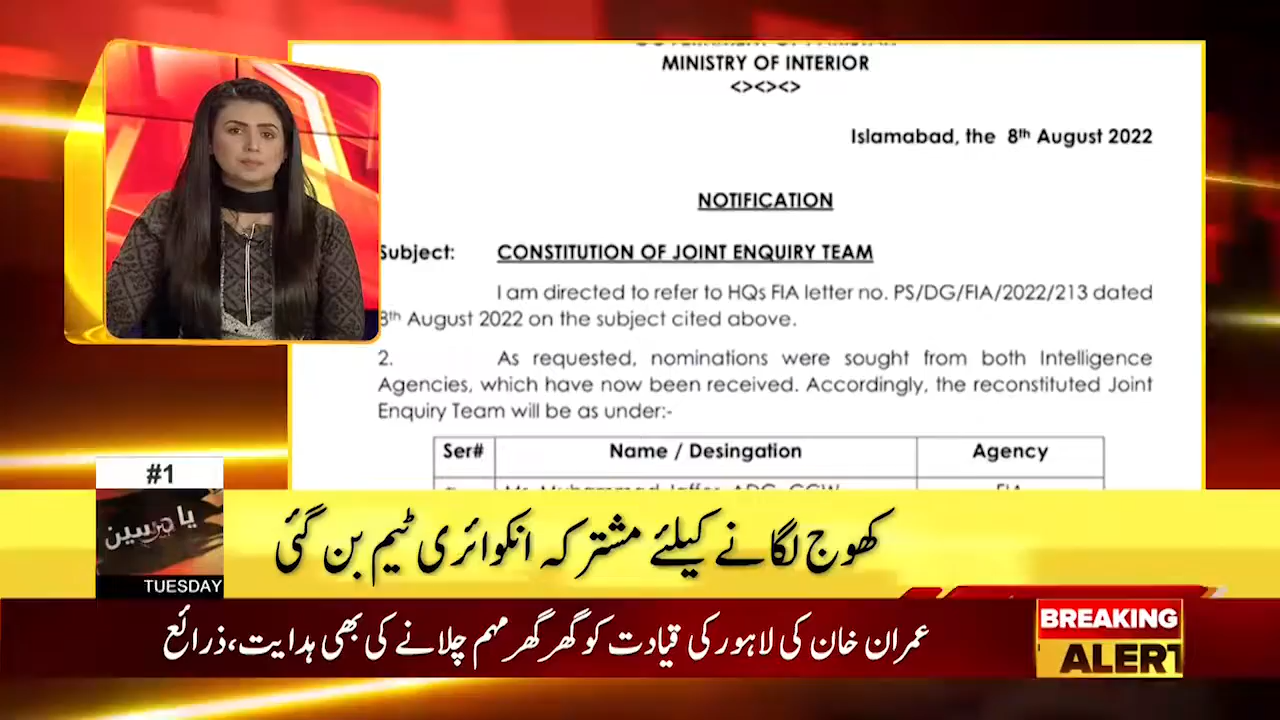 MINISTRY OF INTERIOR
<><><>
Islamabad, the 8th August 2022
NOTIFICATION
Subject: CONSTITUTION OF JOINT ENQUIRY TEAM
I am directed to refer to HQs FIA letter no. PS/DG/FIA/2022/213 dated
8th August 2022 on the subject cited above.
2. As requested, nominations were sought from both Intelligence
Agencies, which have now been received. Accordingly, the reconstituted Joint
Enquiry Team will be as under:-
Ser# Name / Desingation Agency
#1
یا حسین
TUESDAY
کھوج لگانے کیلئے مشترکہ انکوائری ٹیم بن گئی
BREAKING
ALERT
عمران خان کی لاہور کی قیادت کو گھر گھر مہم چلانے کی بھی ہدایت، ذرائع